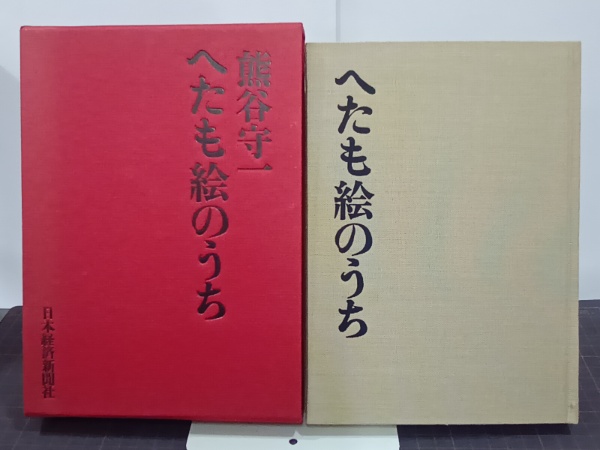 熊谷守一
へたも絵のうち
日本経済新聞社
へたも絵のうち